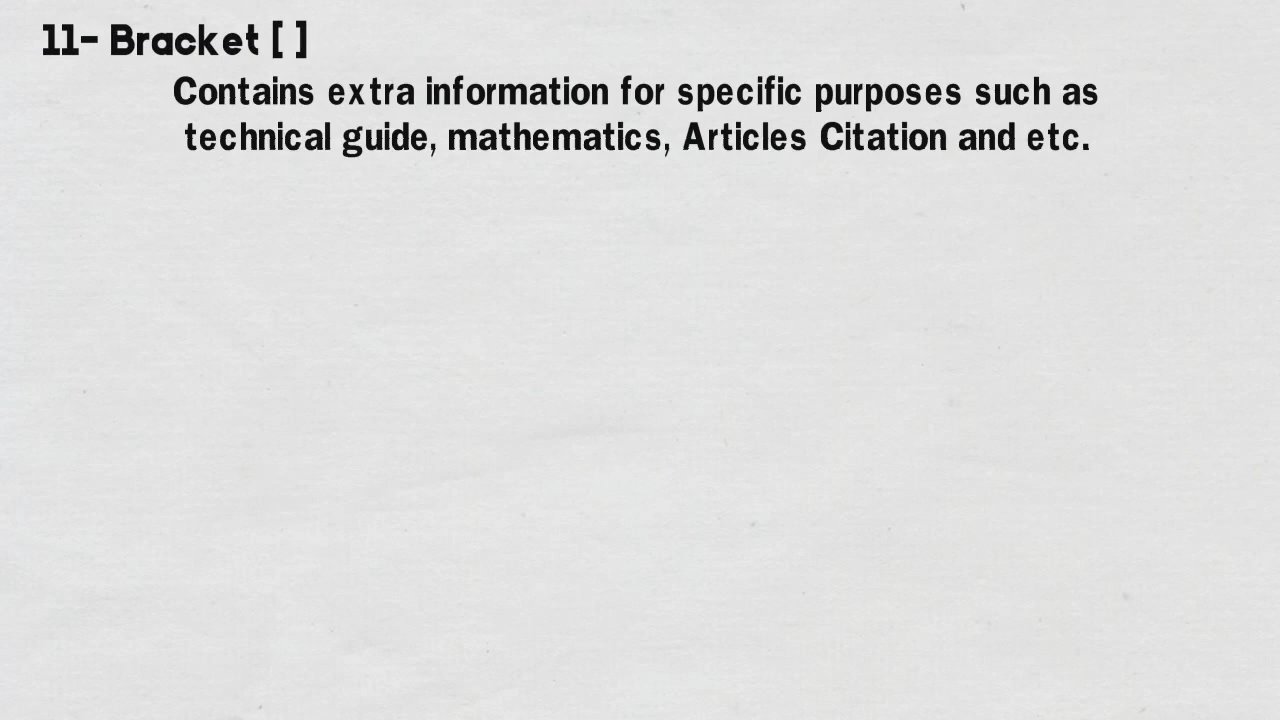 11- Bracket [ ]
Contains extra information for specific purposes such as
technical guide, mathematics, Articles Citation and etc.